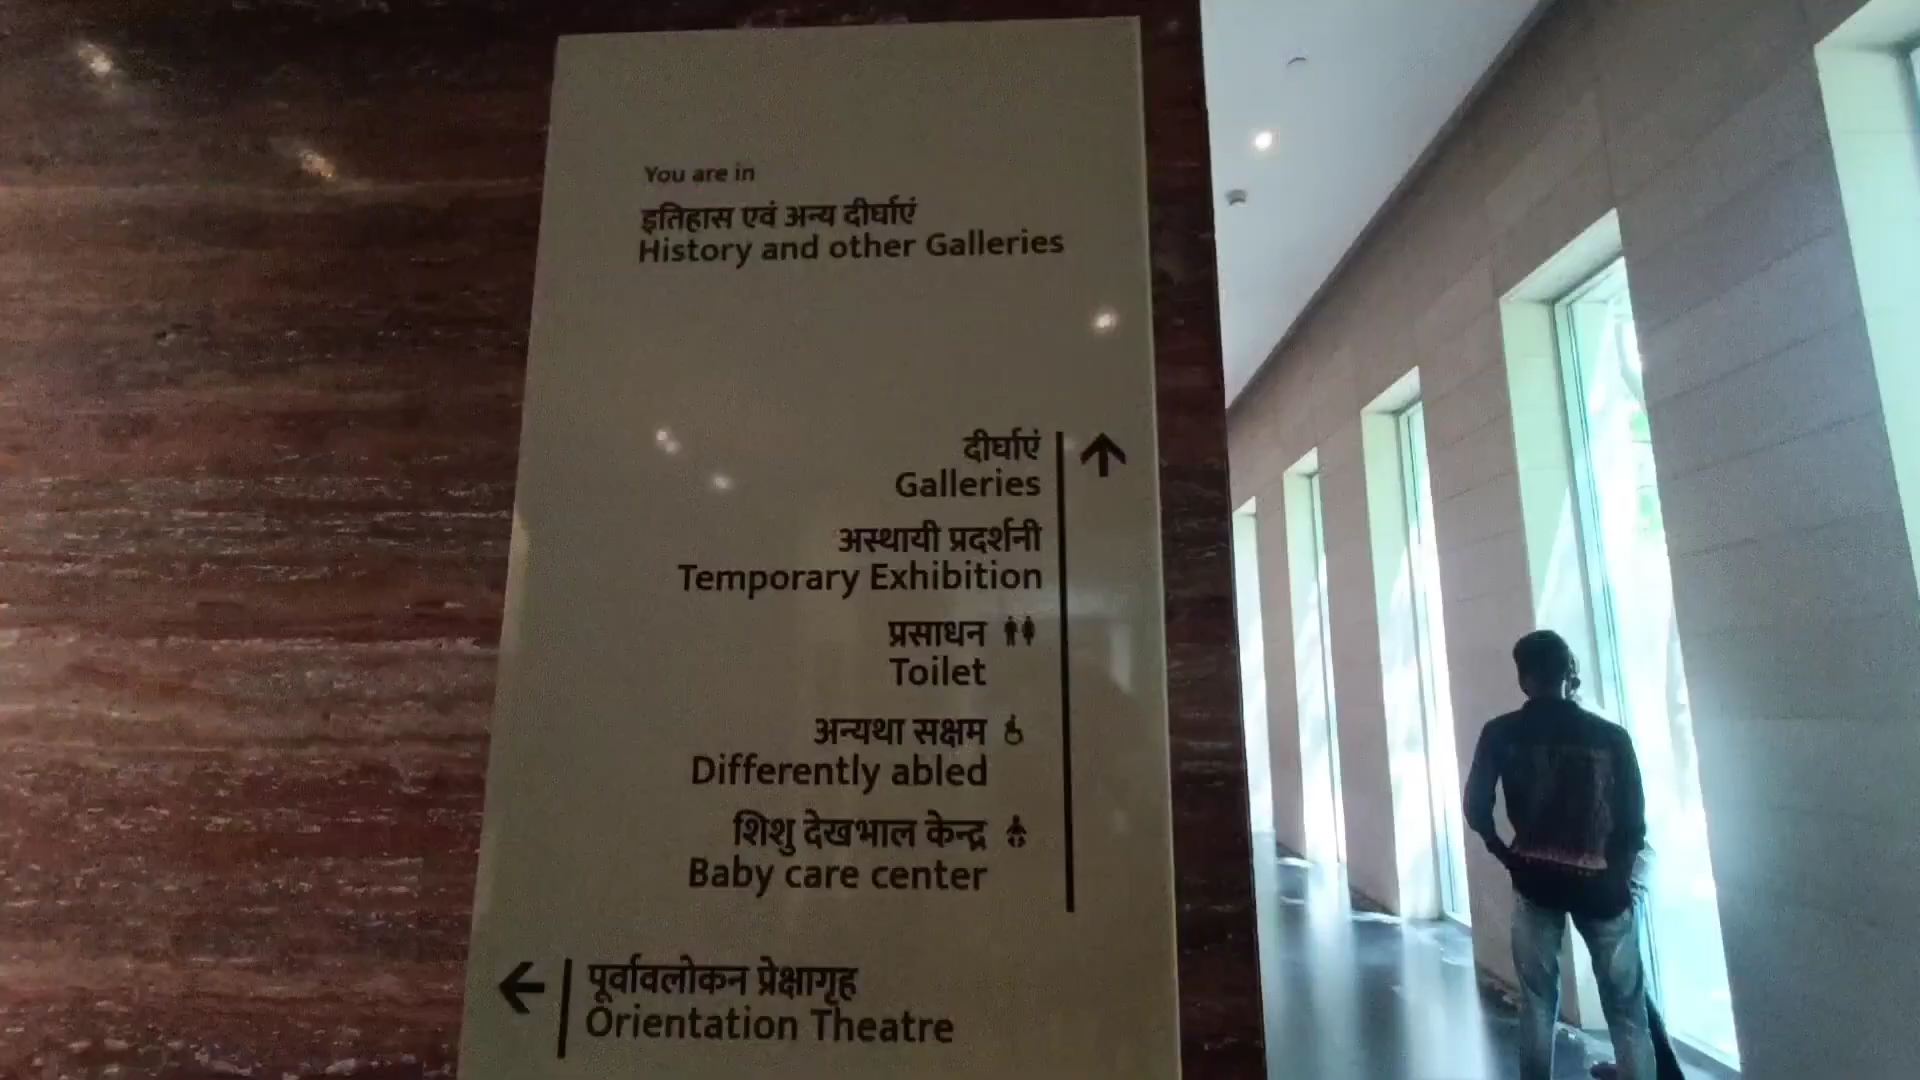 You are in
इतिहास एवं अन्य दीर्घाएं
History and other Galleries
दीर्घाएं
Galleries
अस्थायी प्रदर्शनी
Temporary Exhibition
प्रसाधन
Toilet
अन्यथा सक्षम
Differently abled
शिशु देखभाल केन्द्र
Baby care center
पूर्वावलोकन प्रेक्षागृह
Orientation Theatre